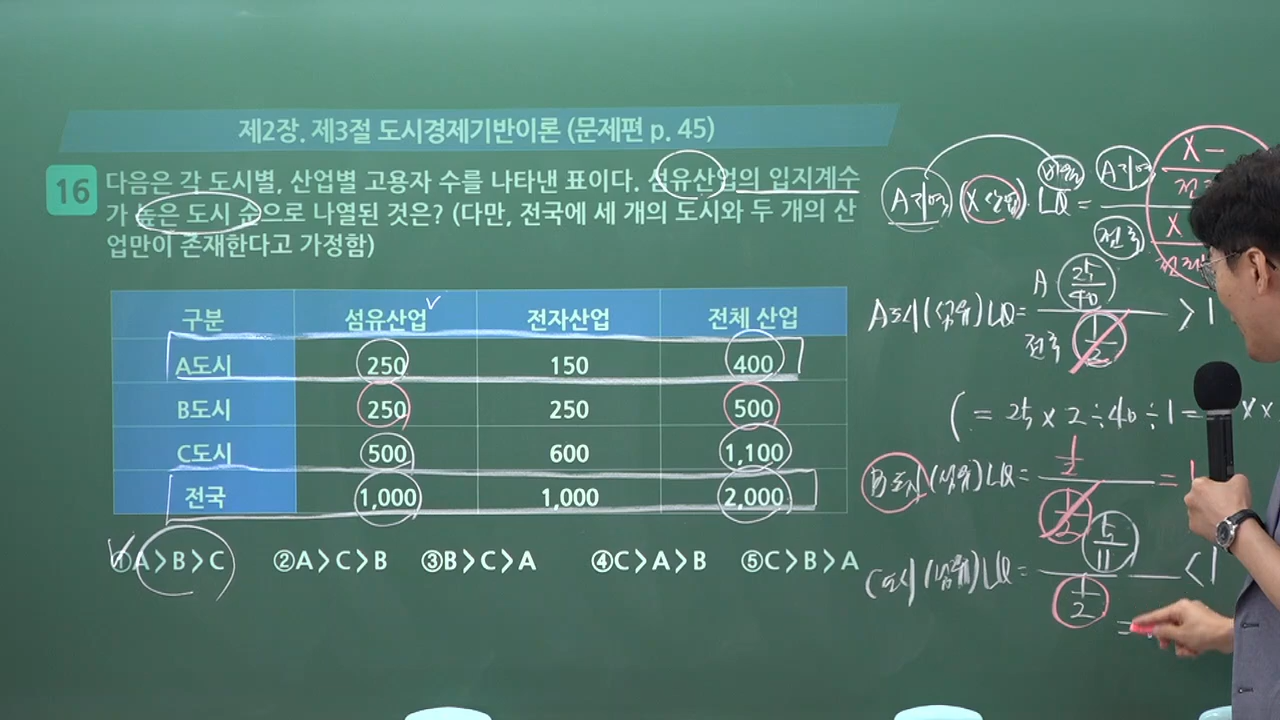 제2장. 제3절 도시경제기반이론 (문제편 p. 45)
16 다음은 각 도시별, 산업별 고용자 수를 나타낸 표이다. 섬유산업의 입지계수
가 높은 도시 순으로 나열된 것은? (다만, 전국에 세 개의 도시와 두 개의 산
업만이 존재한다고 가정함)
구분 섬유산업 전자산업 전체 산업
A도시 250 150 400
B도시 250 250 500
C도시 500 600 1,100
전국 1,000 1,000 2,000
①A>B>C ②A>C>B ③B>C>A ④C>A>B ⑤C>B>A
A지역 (X산업) LQ =
A지역 X
전국 X
A도시(섬유)LQ = A 25/40
전국 1/2
> 1
( = 25 × 2 ÷ 40 ÷ 1 =
B도시(섬유)LQ = 1/2
1/2
= 1
C도시(섬유)LQ = 5/11
1/2
< 1
=